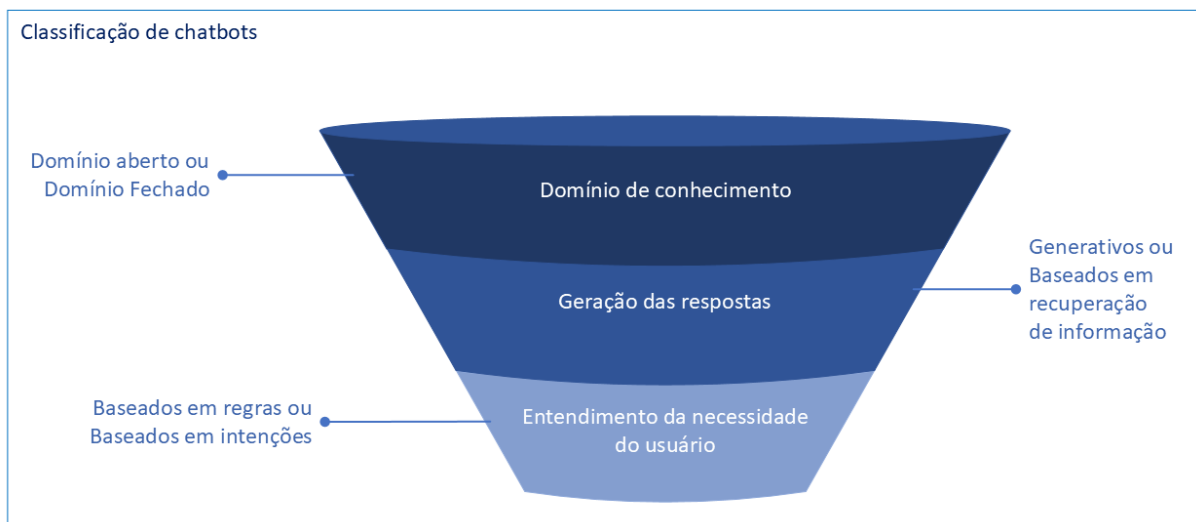 Classificação de chatbots
Domínio aberto ou
Domínio Fechado
Domínio de conhecimento
Generativos ou
Baseados em
recuperação
de informação
Geração das respostas
Baseados em regras ou
Baseados em intenções
Entendimento da necessidade
do usuário